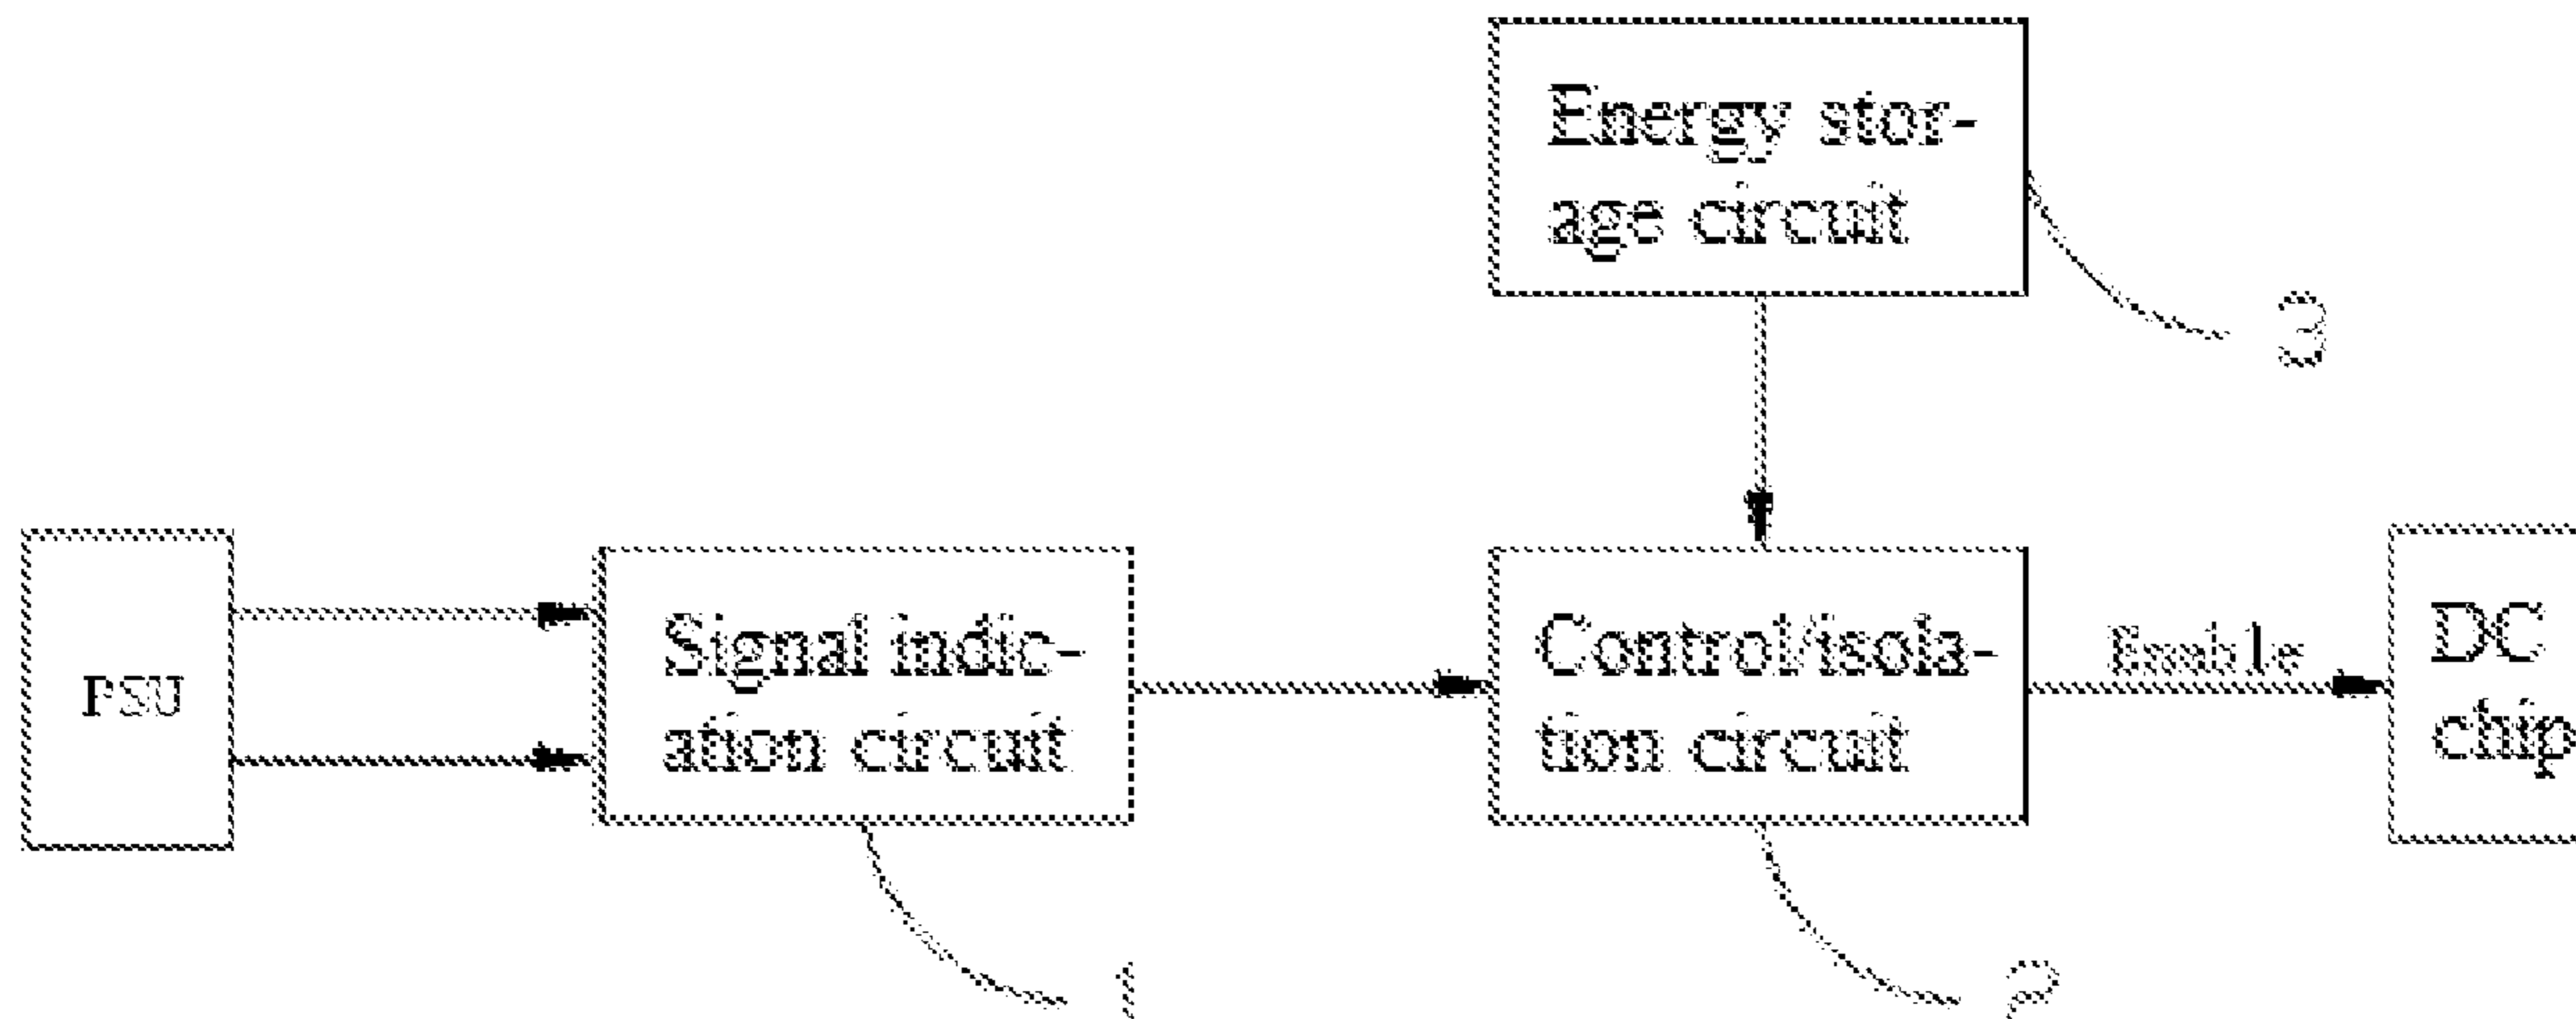 Energy stor-
age circuit
3
PSU
Signal indic-
ation circuit
Control/isola-
tion circuit
Enable
DC
chip
1
2